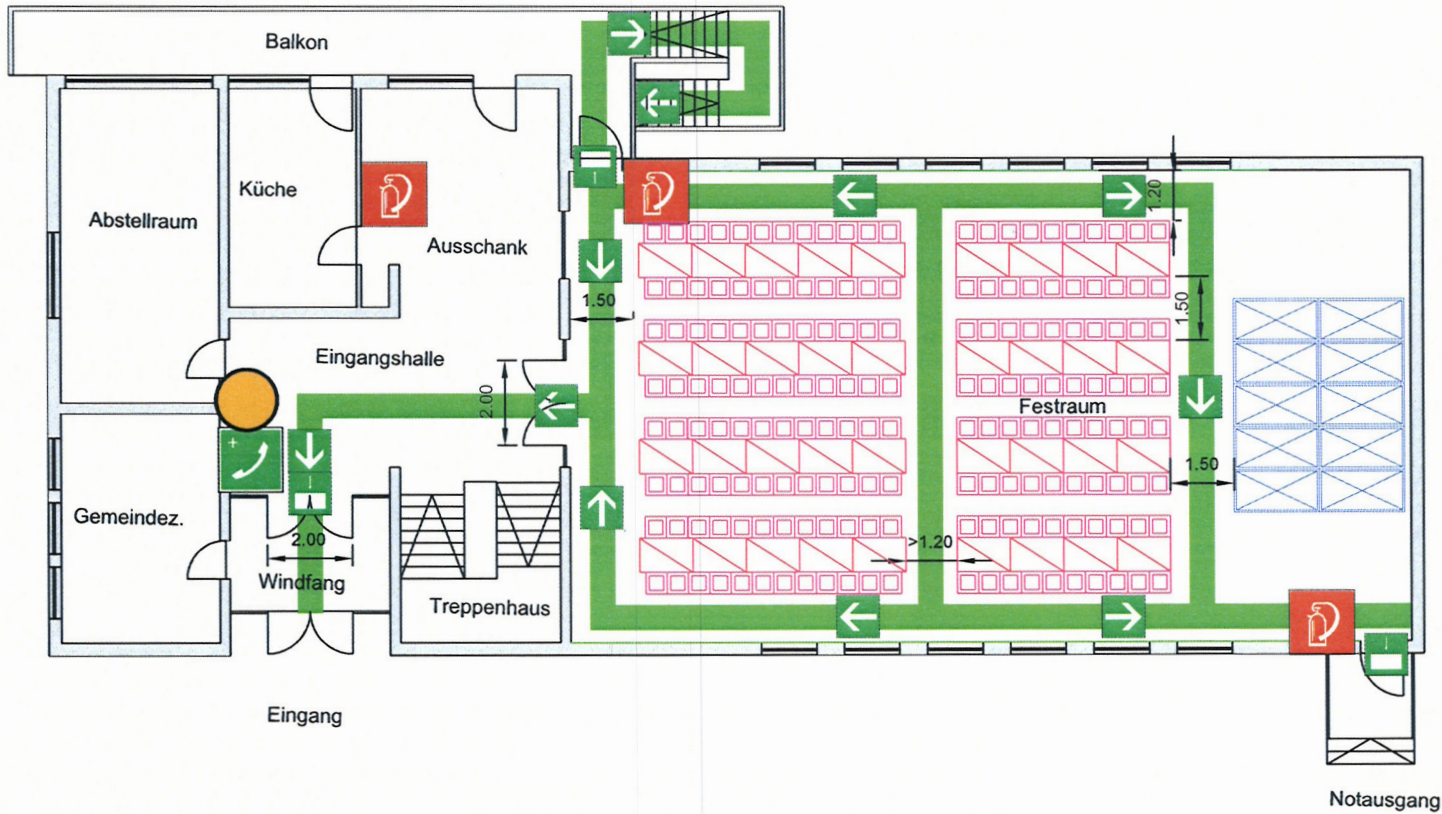 Balkon
Abstellraum
Küche
Ausschank
1.20
1.50
1.50
Eingangshalle
2.00
Festraum
1.50
Gemeindez.
2.00
>1.20
Windfang
Treppenhaus
Eingang
Notausgang